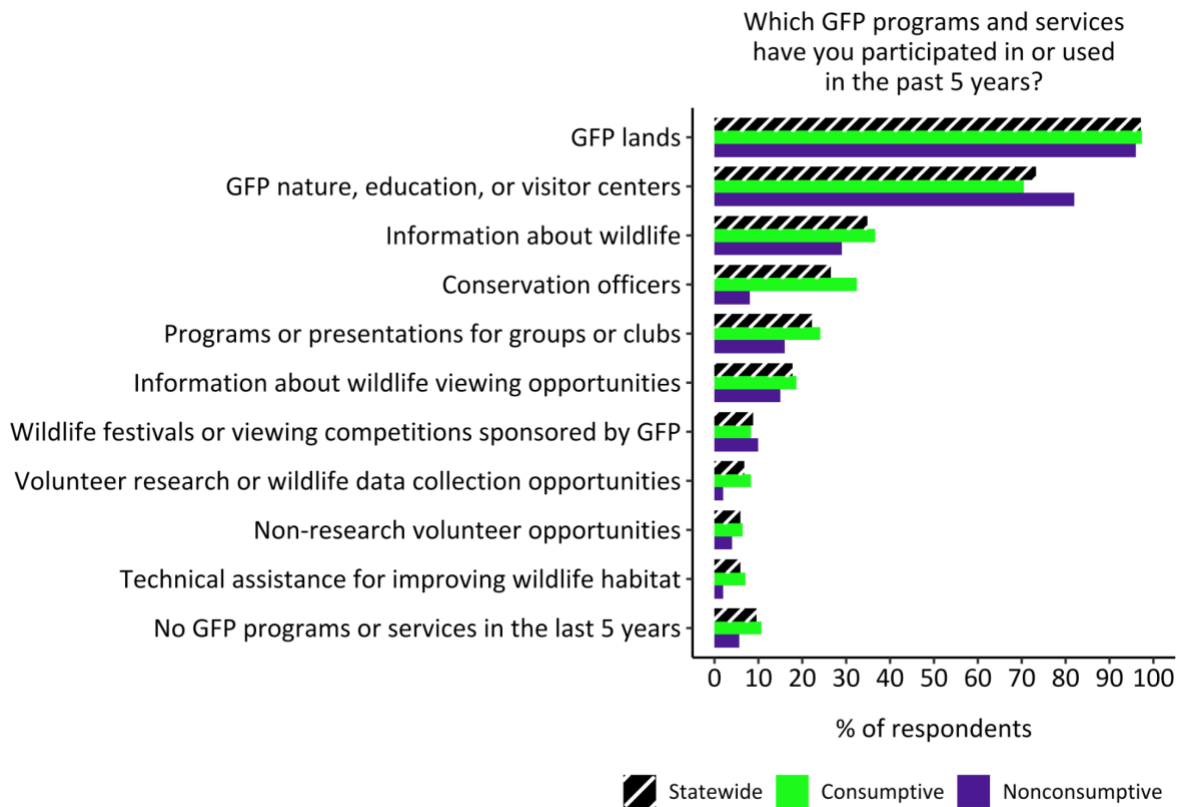 Which GFP programs and services
have you participated in or used
in the past 5 years?
GFP lands
GFP nature, education, or visitor centers
Information about wildlife
Conservation officers
Programs or presentations for groups or clubs
Information about wildlife viewing opportunities
Wildlife festivals or viewing competitions sponsored by GFP
Volunteer research or wildlife data collection opportunities
Non-research volunteer opportunities
Technical assistance for improving wildlife habitat
No GFP programs or services in the last 5 years
0 10 20 30 40 50 60 70 80 90 100
% of respondents
Statewide Consumptive Nonconsumptive